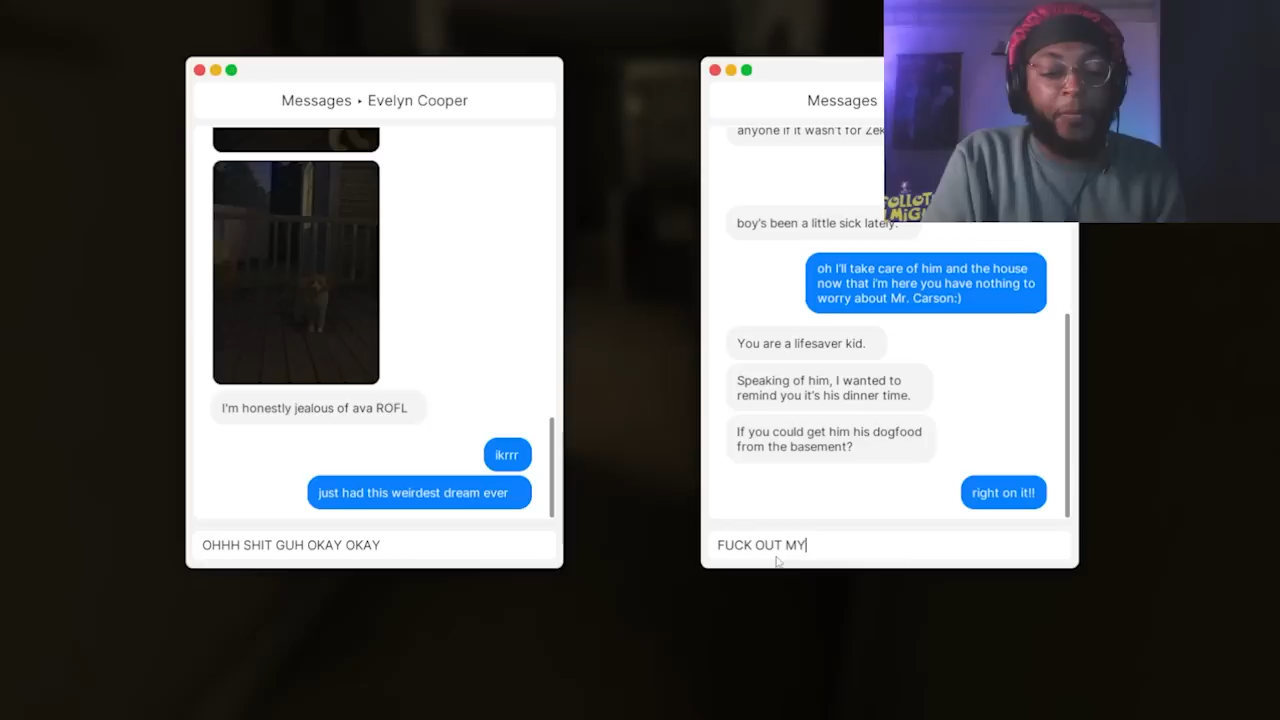 Messages ▸ Evelyn Cooper
I'm honestly jealous of ava ROFL
ikrrr
just had this weirdest dream ever
OHHH SHIT GUH OKAY OKAY
Messages
anyone if it wasn't for Zek
boy's been a little sick lately.
oh I'll take care of him and the house
now that i'm here you have nothing to
worry about Mr. Carson:)
You are a lifesaver kid.
Speaking of him, I wanted to
remind you it's his dinner time.
If you could get him his dogfood
from the basement?
right on it!!
FUCK OUT MY